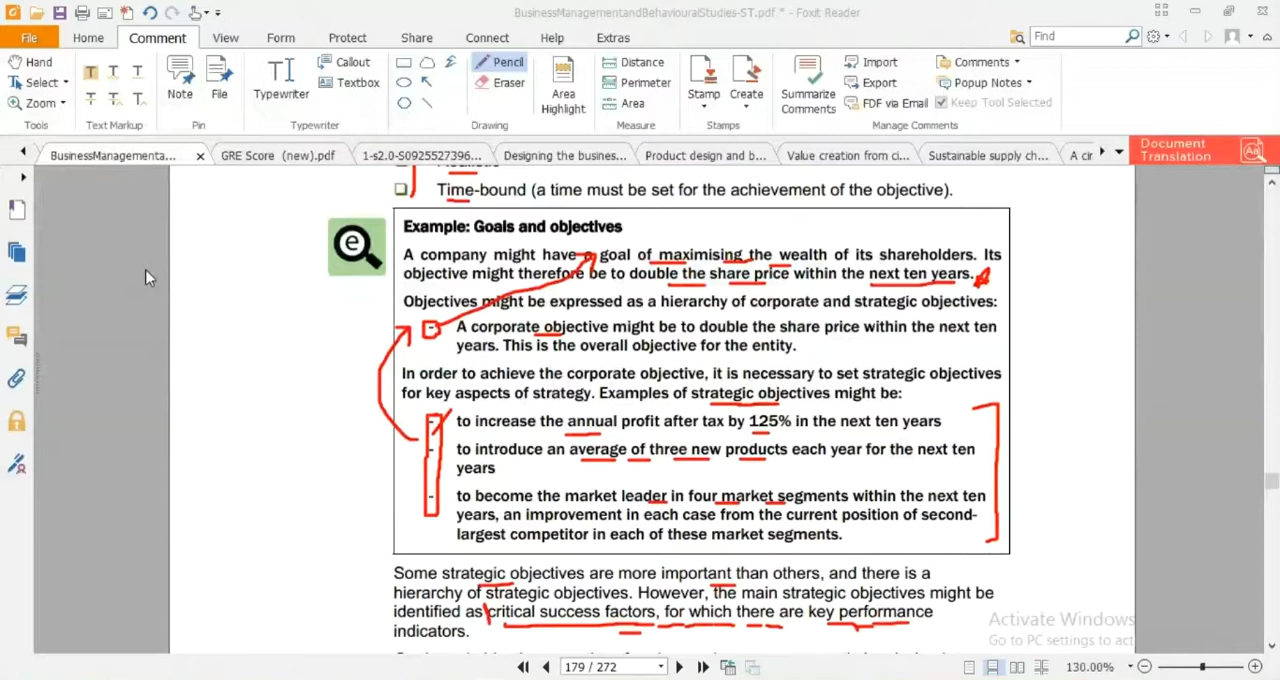 BusinessManagementandBehaviouralStudies-ST.pdf * - Foxit Reader
File Home Comment View Form Protect Share Connect Help Extras Find
Hand
Select
Zoom
Tools
Text Markup
Note
File
Pin
Typewriter
Callout
Textbox
Typewriter
Pencil
Eraser
Area
Highlight
Drawing
Distance
Perimeter
Area
Measure
Stamp
Create
Stamps
Summarize
Comments
Import
Export
FDF via Email
Comments
Popup Notes
Keep Tool Selected
Manage Comments
BusinessManagementa... GRE Score (new).pdf 1-s2.0-S0925527396... Designing the busines... Product design and b... Value creation from ci... Sustainable supply ch... A cir
Document
Translation
Time-bound (a time must be set for the achievement of the objective).
Example: Goals and objectives
A company might have a goal of maximising the wealth of its shareholders. Its
objective might therefore be to double the share price within the next ten years.
Objectives might be expressed as a hierarchy of corporate and strategic objectives:
- A corporate objective might be to double the share price within the next ten
years. This is the overall objective for the entity.
In order to achieve the corporate objective, it is necessary to set strategic objectives
for key aspects of strategy. Examples of strategic objectives might be:
- to increase the annual profit after tax by 125% in the next ten years
- to introduce an average of three new products each year for the next ten
years
- to become the market leader in four market segments within the next ten
years, an improvement in each case from the current position of second-
largest competitor in each of these market segments.
Some strategic objectives are more important than others, and there is a
hierarchy of strategic objectives. However, the main strategic objectives might be
identified as critical success factors, for which there are key performance
indicators.
Activate Windows
Go to PC settings to act
179 / 272
130.00%